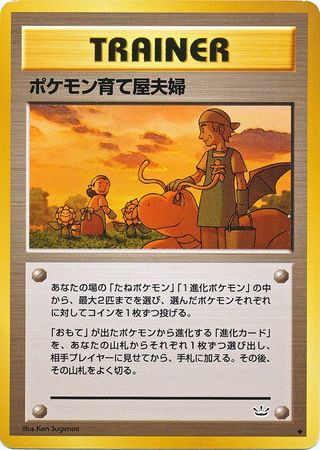 TRAINER
ポケモン育て屋夫婦
あなたの場の「たねポケモン」「1進化ポケモン」の中
から、最大2匹までを選び、選んだポケモンそれぞれ
に対してコインを1枚ずつ投げる。
「おもて」が出たポケモンから進化する「進化カード」
を、あなたの山札からそれぞれ1枚ずつ選び出し、
相手プレイヤーに見せてから、手札に加える。その後、
その山札をよく切る。
Illus.Ken Sugimori